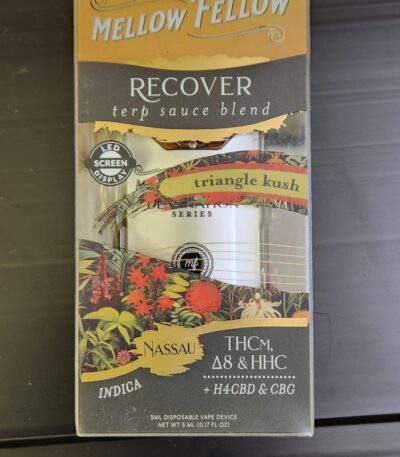 MELLOW FELLOW
RECOVER
terp sauce blend
LED
SCREEN
DISPLAY
triangle kush
SERIES
mf
NASSAU
THCM,
Δ8 & HHC
INDICA
+ H4CBD & CBG
5ML DISPOSABLE VAPE DEVICE
NET WT 5 ML (0.17 FL OZ)